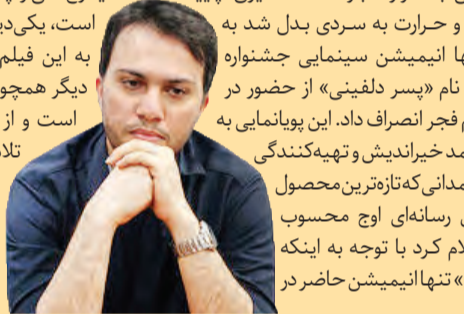 و حرارت به سردی بدل شد به
است، یکی
ها انیمیشن سینمایی جشنواره
به این فیلم
نام «پسر دلفینی» از حضور در
دیگر همچو
م فجر انصراف داد. این پویانمایی به
است و از
مد خیراندیش و تهیه‌کنندگی
تلا
مدانی که تازه‌ترین محصول
رسانه‌ای اوج محسوب
لام کرد با توجه به اینکه
» تنها انیمیشن حاضر در